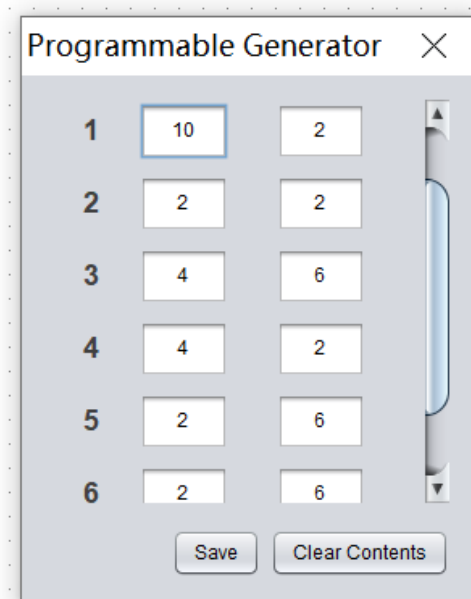 Programmable Generator
1 10 2
2 2 2
3 4 6
4 4 2
5 2 6
6 2 6
Save Clear Contents